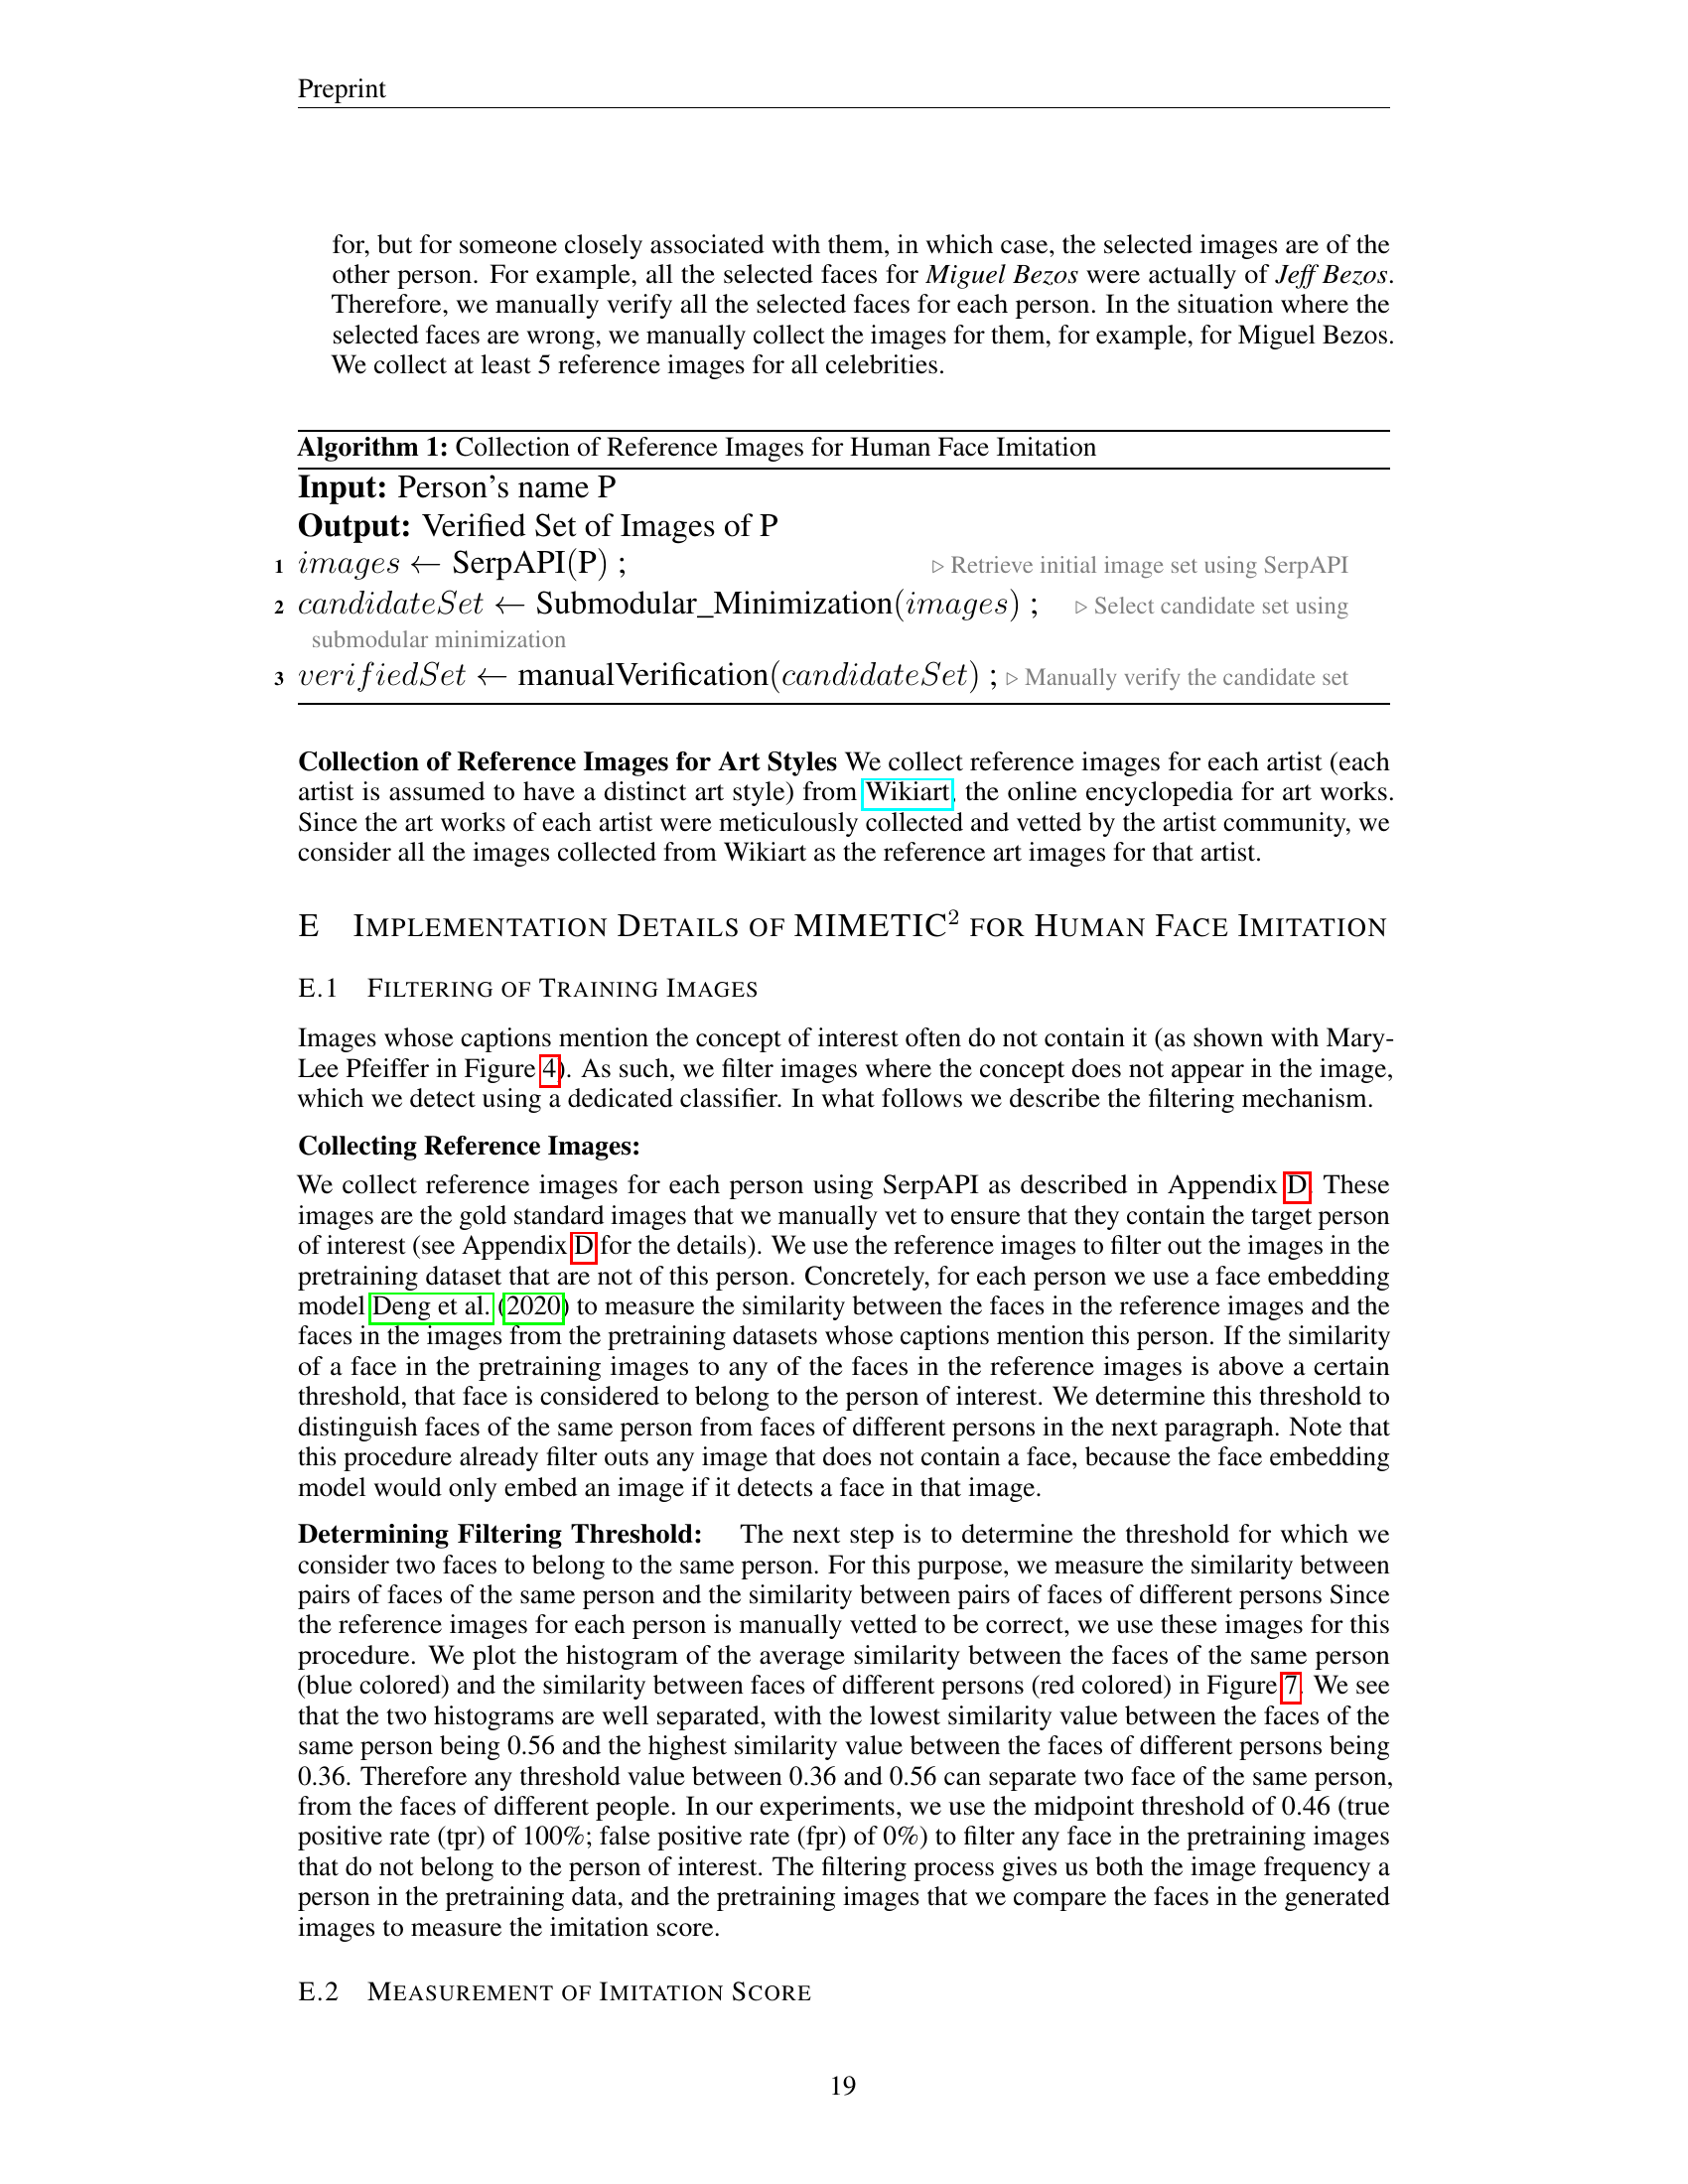 Preprint
for, but for someone closely associated with them, in which case, the selected images are of the
other person. For example, all the selected faces for Miguel Bezos were actually of Jeff Bezos.
Therefore, we manually verify all the selected faces for each person. In the situation where the
selected faces are wrong, we manually collect the images for them, for example, for Miguel Bezos.
We collect at least 5 reference images for all celebrities.
Algorithm 1: Collection of Reference Images for Human Face Imitation
Input: Person's name P
Output: Verified Set of Images of P
1 images ← SerpAPI(P) ; ▷ Retrieve initial image set using SerpAPI
2 candidateSet ← Submodular_Minimization(images) ; ▷ Select candidate set using
submodular minimization
3 verifiedSet ← manualVerification(candidateSet) ; ▷ Manually verify the candidate set
Collection of Reference Images for Art Styles We collect reference images for each artist (each
artist is assumed to have a distinct art style) from Wikiart, the online encyclopedia for art works.
Since the art works of each artist were meticulously collected and vetted by the artist community, we
consider all the images collected from Wikiart as the reference art images for that artist.
E IMPLEMENTATION DETAILS OF MIMETIC² FOR HUMAN FACE IMITATION
E.1 FILTERING OF TRAINING IMAGES
Images whose captions mention the concept of interest often do not contain it (as shown with Mary-
Lee Pfeiffer in Figure 4). As such, we filter images where the concept does not appear in the image,
which we detect using a dedicated classifier. In what follows we describe the filtering mechanism.
Collecting Reference Images:
We collect reference images for each person using SerpAPI as described in Appendix D. These
images are the gold standard images that we manually vet to ensure that they contain the target person
of interest (see Appendix D for the details). We use the reference images to filter out the images in the
pretraining dataset that are not of this person. Concretely, for each person we use a face embedding
model Deng et al. (2020) to measure the similarity between the faces in the reference images and the
faces in the images from the pretraining datasets whose captions mention this person. If the similarity
of a face in the pretraining images to any of the faces in the reference images is above a certain
threshold, that face is considered to belong to the person of interest. We determine this threshold to
distinguish faces of the same person from faces of different persons in the next paragraph. Note that
this procedure already filter outs any image that does not contain a face, because the face embedding
model would only embed an image if it detects a face in that image.
Determining Filtering Threshold: The next step is to determine the threshold for which we
consider two faces to belong to the same person. For this purpose, we measure the similarity between
pairs of faces of the same person and the similarity between pairs of faces of different persons Since
the reference images for each person is manually vetted to be correct, we use these images for this
procedure. We plot the histogram of the average similarity between the faces of the same person
(blue colored) and the similarity between faces of different persons (red colored) in Figure 7. We see
that the two histograms are well separated, with the lowest similarity value between the faces of the
same person being 0.56 and the highest similarity value between the faces of different persons being
0.36. Therefore any threshold value between 0.36 and 0.56 can separate two face of the same person,
from the faces of different people. In our experiments, we use the midpoint threshold of 0.46 (true
positive rate (tpr) of 100%; false positive rate (fpr) of 0%) to filter any face in the pretraining images
that do not belong to the person of interest. The filtering process gives us both the image frequency a
person in the pretraining data, and the pretraining images that we compare the faces in the generated
images to measure the imitation score.
E.2 MEASUREMENT OF IMITATION SCORE
19